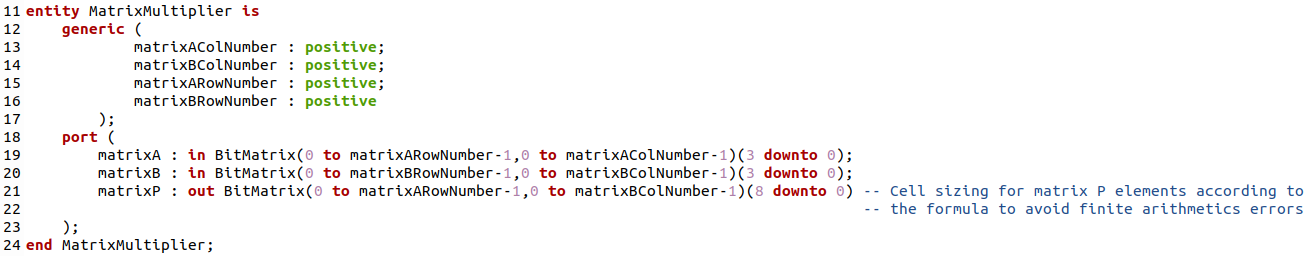 11 entity MatrixMultiplier is
12     generic (
13             matrixAColNumber : positive;
14             matrixBColNumber : positive;
15             matrixARowNumber : positive;
16             matrixBRowNumber : positive
17         );
18     port (
19         matrixA : in BitMatrix(0 to matrixARowNumber-1,0 to matrixAColNumber-1)(3 downto 0);
20         matrixB : in BitMatrix(0 to matrixBRowNumber-1,0 to matrixBColNumber-1)(3 downto 0);
21         matrixP : out BitMatrix(0 to matrixARowNumber-1,0 to matrixBColNumber-1)(8 downto 0) -- Cell sizing for matrix P elements according to
22                                                                                              -- the formula to avoid finite arithmetics errors
23     );
24 end MatrixMultiplier;